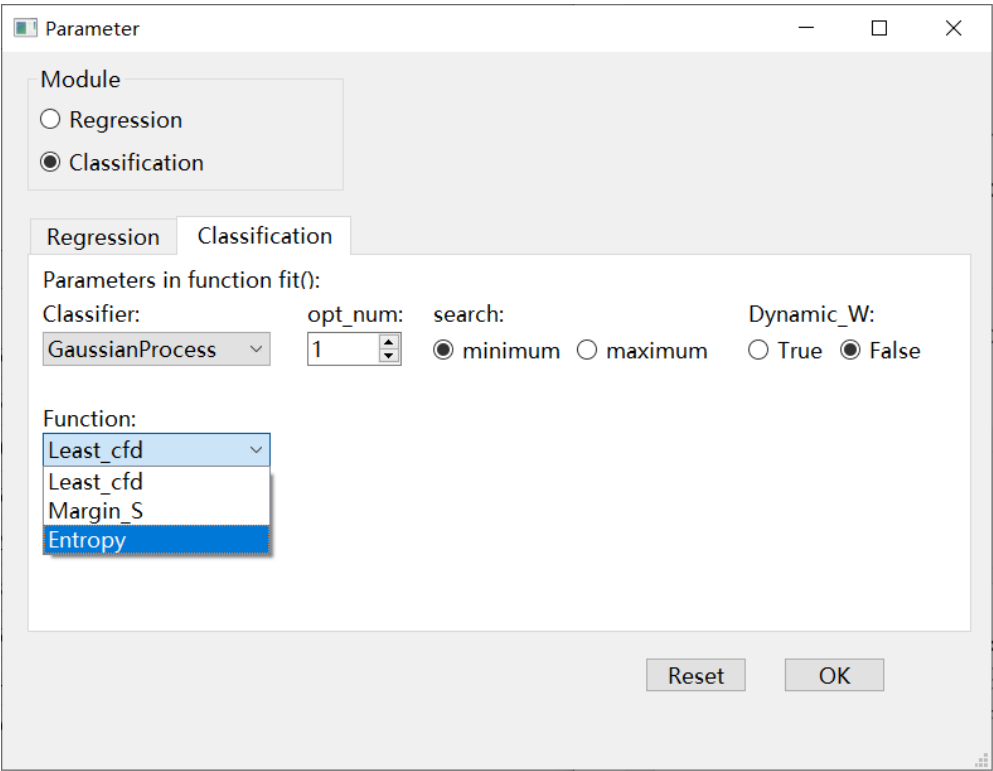 Parameter
Module
Regression
Classification
Regression Classification
Parameters in function fit():
Classifier: opt_num: search: Dynamic_W:
GaussianProcess 1 minimum maximum True False
Function:
Least_cfd
Least_cfd
Margin_S
Entropy
Reset OK